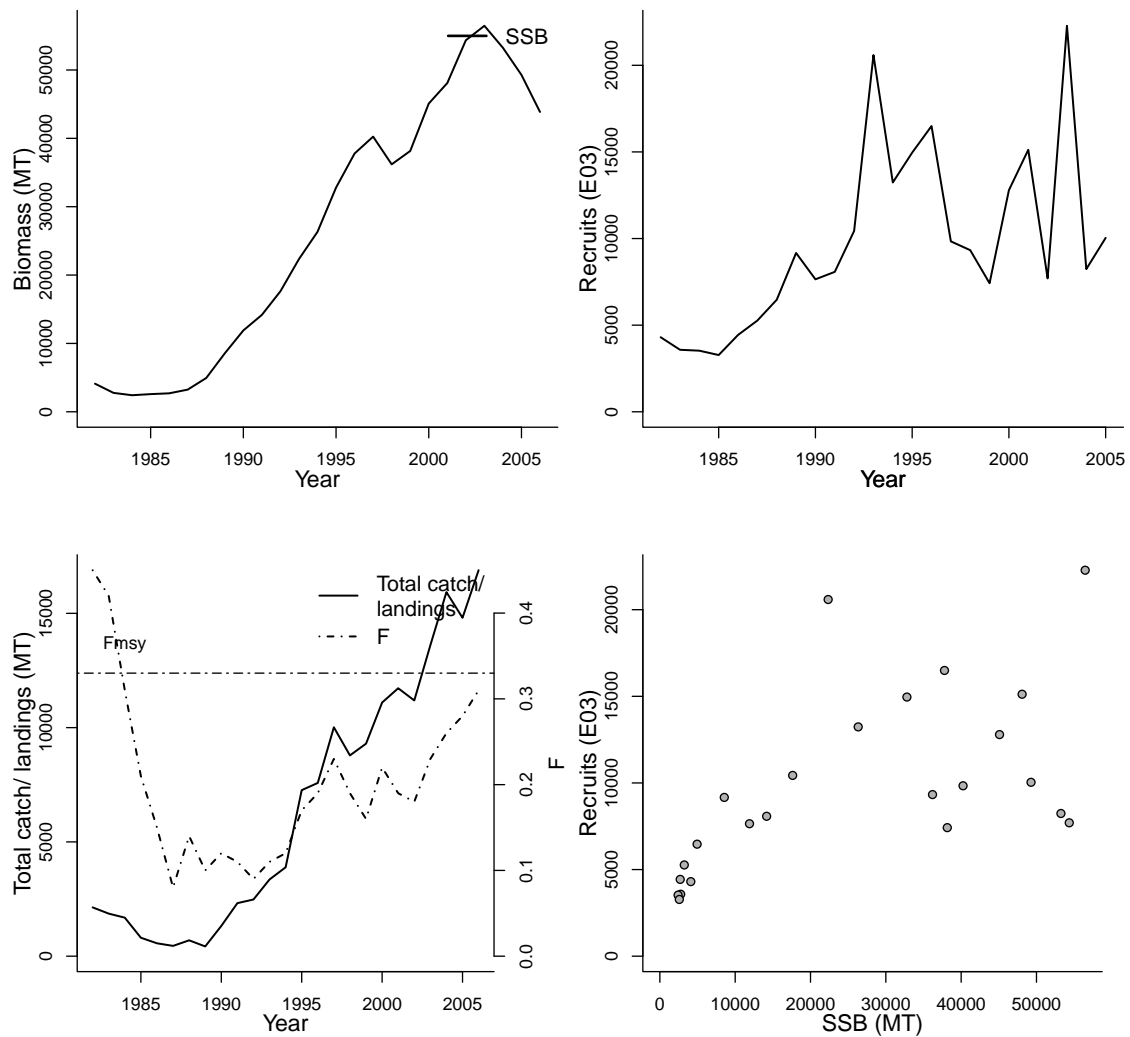 SSB
Biomass (MT)
0 10000 20000 30000 40000 50000
1985 1990 1995 2000 2005
Year
Recruits (E03)
0 5000 10000 15000 20000
1985 1990 1995 2000 2005
Year
Total catch/
landings
F
Fmsy
Total catch/ landings (MT)
0 5000 10000 15000
0.0 0.1 0.2 0.3 0.4
F
1985 1990 1995 2000 2005
Year
Recruits (E03)
0 5000 10000 15000 20000
0 10000 20000 30000 40000 50000
SSB (MT)